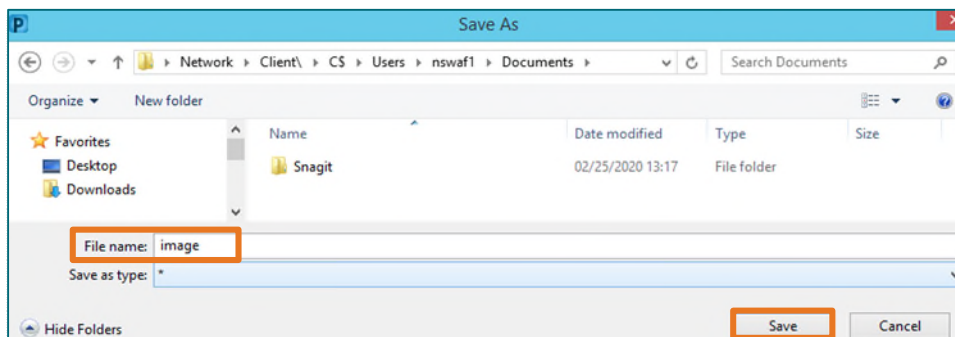 P Save As
Network Client\ C$ Users nswaf1 Documents Search Documents
Organize New folder
Name Date modified Type Size
Favorites
Desktop
Downloads
Snagit 02/25/2020 13:17 File folder
File name: image
Save as type: *
Hide Folders Save Cancel